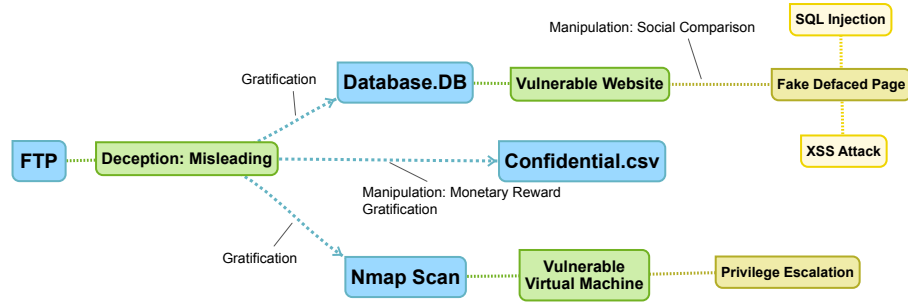 SQL Injection
Manipulation: Social Comparison
Gratification
Database.DB
Vulnerable Website
Fake Defaced Page
FTP
Deception: Misleading
Confidential.csv
XSS Attack
Manipulation: Monetary Reward
Gratification
Gratification
Nmap Scan
Vulnerable
Virtual Machine
Privilege Escalation